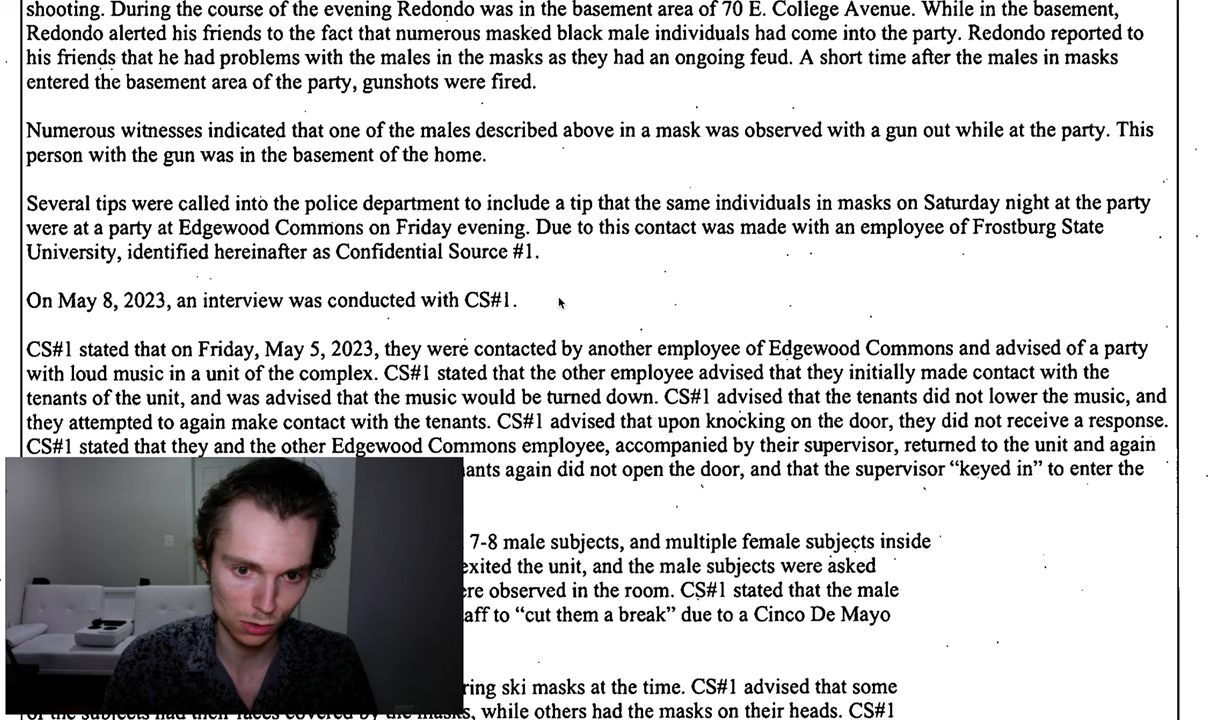 shooting. During the course of the evening Redondo was in the basement area of 70 E. College Avenue. While in the basement,
Redondo alerted his friends to the fact that numerous masked black male individuals had come into the party. Redondo reported to
his friends that he had problems with the males in the masks as they had an ongoing feud. A short time after the males in masks
entered the basement area of the party, gunshots were fired.
Numerous witnesses indicated that one of the males described above in a mask was observed with a gun out while at the party. This
person with the gun was in the basement of the home.
Several tips were called into the police department to include a tip that the same individuals in masks on Saturday night at the party
were at a party at Edgewood Commons on Friday evening. Due to this contact was made with an employee of Frostburg State
University, identified hereinafter as Confidential Source #1.
On May 8, 2023, an interview was conducted with CS#1.
CS#1 stated that on Friday, May 5, 2023, they were contacted by another employee of Edgewood Commons and advised of a party
with loud music in a unit of the complex. CS#1 stated that the other employee advised that they initially made contact with the
tenants of the unit, and was advised that the music would be turned down. CS#1 advised that the tenants did not lower the music, and
they attempted to again make contact with the tenants. CS#1 advised that upon knocking on the door, they did not receive a response.
CS#1 stated that they and the other Edgewood Commons employee, accompanied by their supervisor, returned to the unit and again
ants again did not open the door, and that the supervisor “keyed in” to enter the
7-8 male subjects, and multiple female subjects inside
exited the unit, and the male subjects were asked
re observed in the room. CS#1 stated that the male
aff to “cut them a break” due to a Cinco De Mayo
ring ski masks at the time. CS#1 advised that some
of the subjects had their faces covered by the masks, while others had the masks on their heads. CS#1